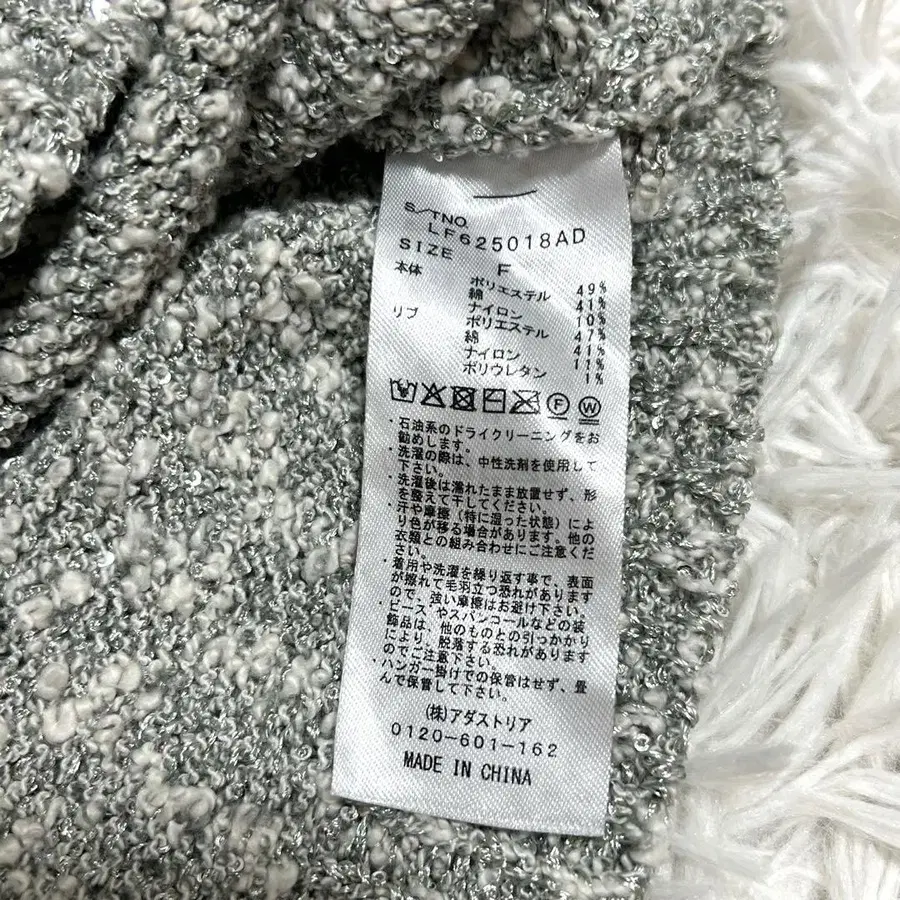 S/TNO.
LF625018AD
SIZE F
本体 ポリエステル 49%
綿 41%
ナイロン 10%
リブ ポリエステル 47%
綿 41%
ナイロン 11%
ポリウレタン 1%
F W
・石油系のドライクリーニングをお
勧めします。
・洗濯の際は、中性洗剤を使用して
下さい。
・洗濯後は濡れたまま放置せず、形
を整えて干してください。
・汗や摩擦（特に湿った状態）によ
り色が移る場合があります。他の
衣類との組み合わせにご注意くだ
さい。
・着用や洗濯を繰り返す事で、表面
が擦れて毛羽立つ恐れがあります
ので、強い摩擦はお避け下さい。
・ビーズやスパンコールなどの装
飾品は、他のものとの引っかかり
により、脱落する恐れがあります
のでご注意下さい。
・ハンガー掛けでの保管はせず、畳
んで保管して下さい。
(株)アダストリア
0120-601-162
MADE IN CHINA